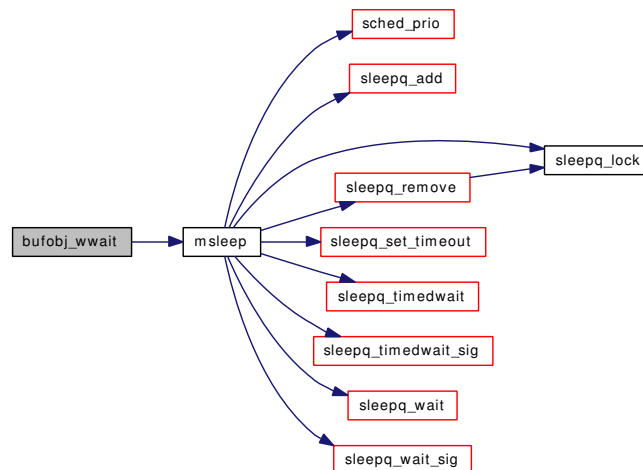 sched_prio
sleepq_add
sleepq_lock
sleepq_remove
bufobj_wwait
msleep
sleepq_set_timeout
sleepq_timedwait
sleepq_timedwait_sig
sleepq_wait
sleepq_wait_sig